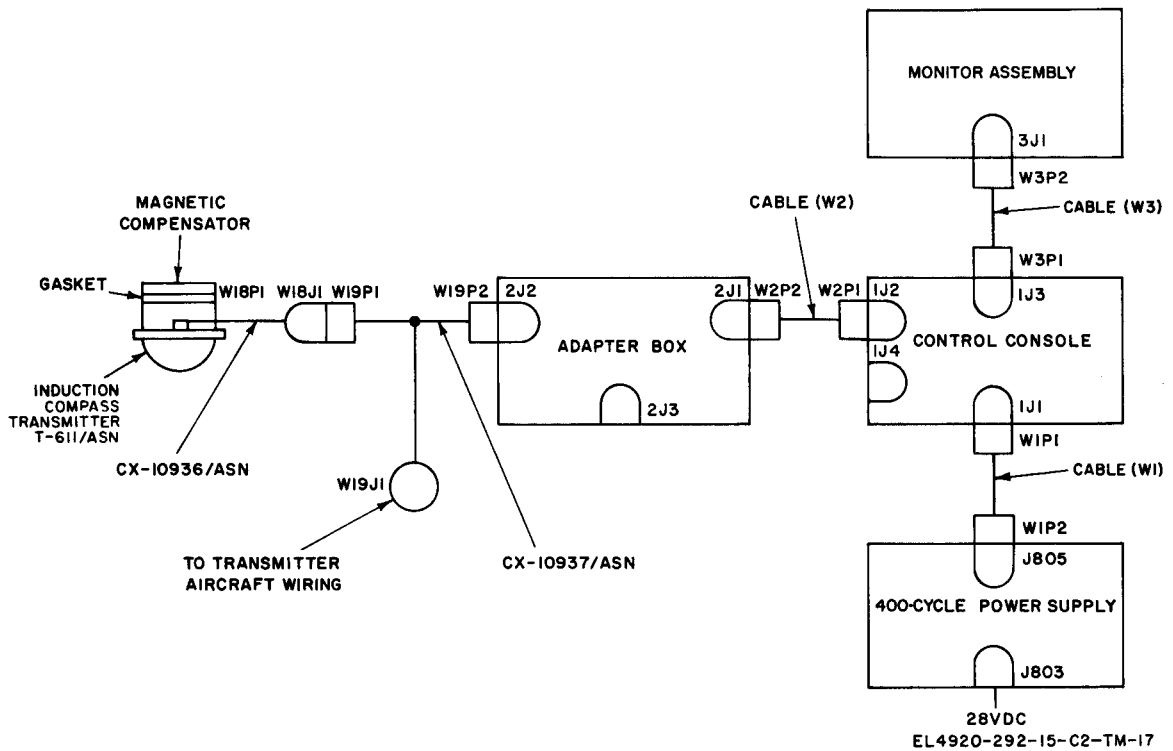 MONITOR ASSEMBLY
3J1
W3P2
CABLE (W3)
W3P1
1J3
CABLE (W2)
MAGNETIC
COMPENSATOR
GASKET
W18P1
W18J1
W19P1
W19P2
2J2
2J1
W2P2
W2P1
1J2
ADAPTER BOX
CONTROL CONSOLE
1J4
2J3
1J1
INDUCTION
COMPASS
TRANSMITTER
T-611/ASN
W1P1
CX-10936/ASN
CABLE (W1)
W19J1
W1P2
TO TRANSMITTER
AIRCRAFT WIRING
CX-10937/ASN
J805
400-CYCLE POWER SUPPLY
J803
28VDC
EL4920-292-15-C2-TM-17